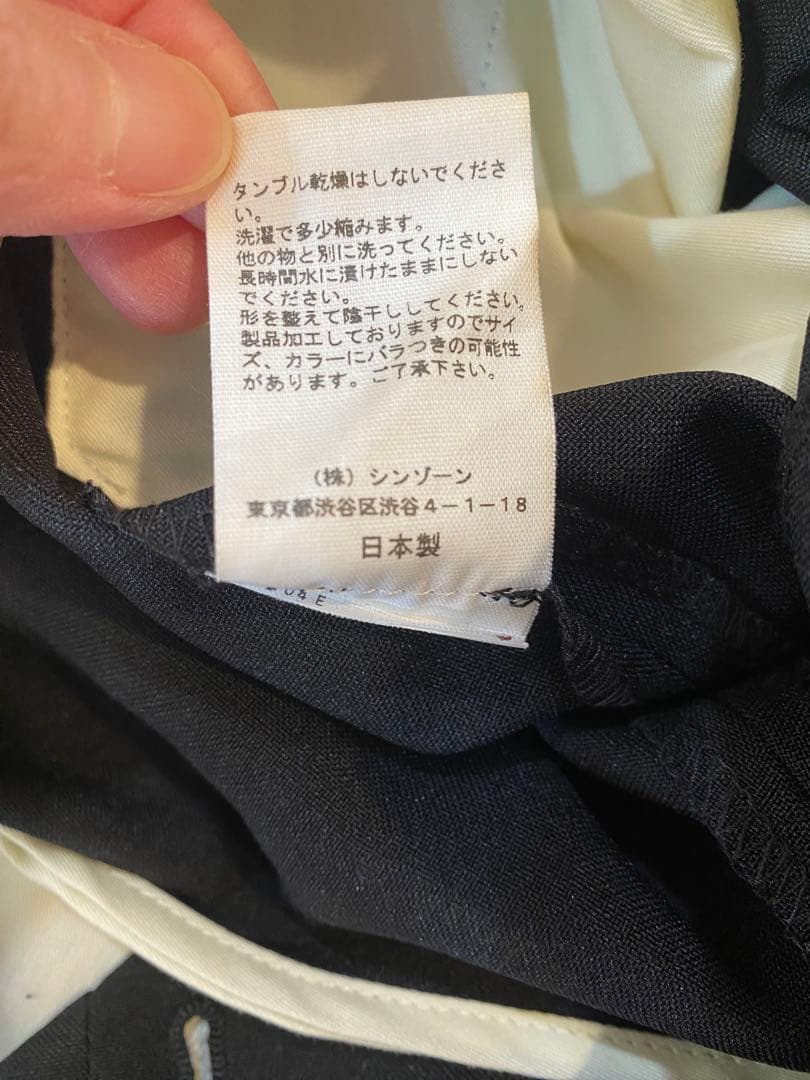 タンブル乾燥はしないでくださ
い。
洗濯で多少縮みます。
他の物と別に洗ってください。
長時間水に漬けたままにしない
でください。
形を整えて陰干ししてください。
製品加工しておりますのでサイ
ズ、カラーにバラつきの可能性
があります。ご了承下さい。
（株）シンゾーン
東京都渋谷区渋谷４－１－１８
日本製